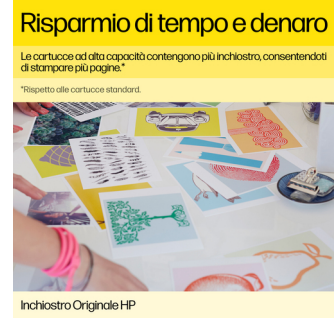 Risparmio di tempo e denaro
Le cartucce ad alta capacità contengono più inchiostro, consentendoti
di stampare più pagine.*
*Rispetto alle cartucce standard.
Inchiostro Originale HP